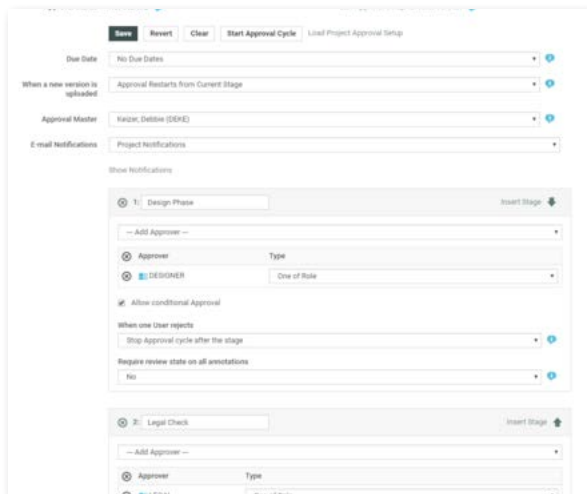 Save Revert Clear Start Approval Cycle Load Project Approval Setup
Due Date No Due Dates
When a new version is uploaded Approval Restarts from Current Stage
Approval Master Keizer, Debbie (DEKE)
E-mail Notifications Project Notifications
Show Notifications
1: Design Phase Insert Stage
--- Add Approver ---
Approver Type
DESIGNER One of Role
Allow conditional Approval
When one User rejects
Stop Approval cycle after the stage
Require review state on all annotations
No
2: Legal Check Insert Stage
--- Add Approver ---
Approver Type